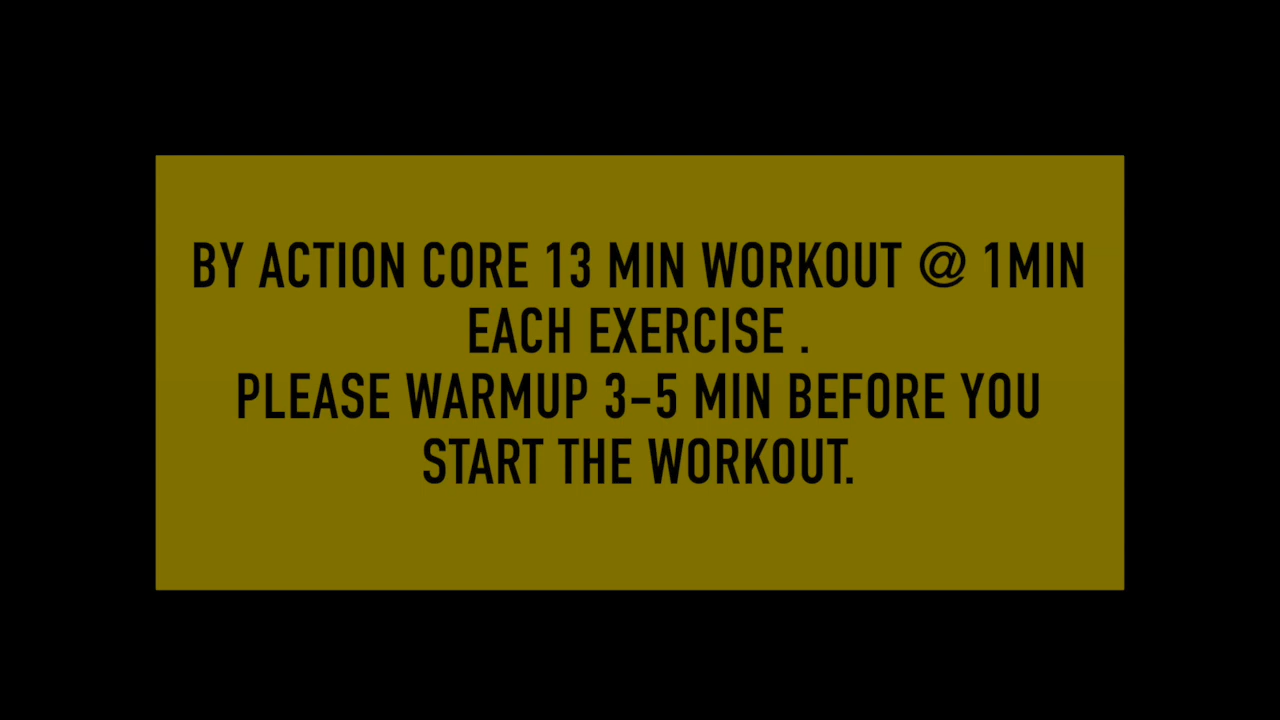 BY ACTION CORE 13 MIN WORKOUT @ 1MIN
EACH EXERCISE .
PLEASE WARMUP 3-5 MIN BEFORE YOU
START THE WORKOUT.